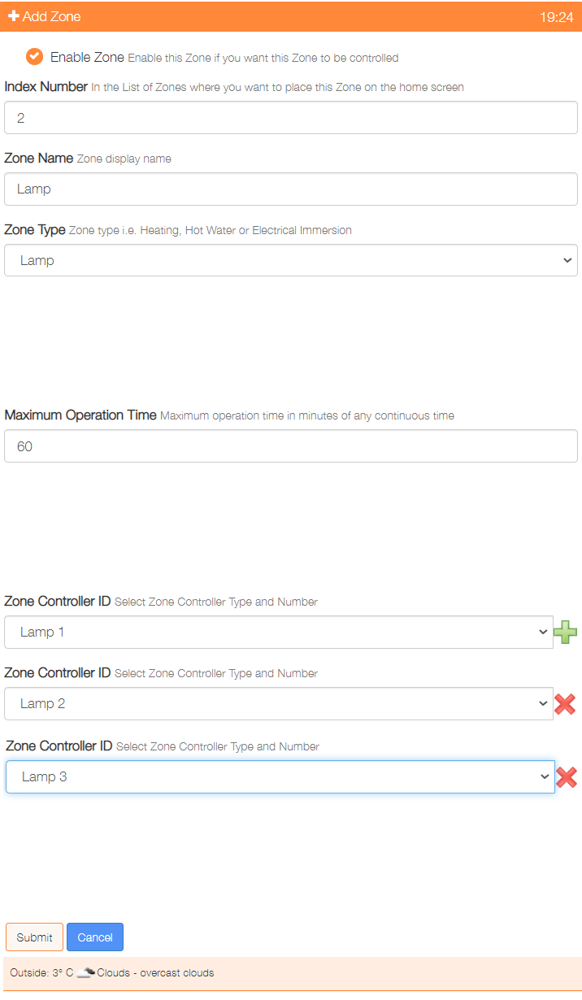 Add Zone 19:24
Enable Zone Enable this Zone if you want this Zone to be controlled
Index Number In the List of Zones where you want to place this Zone on the home screen
2
Zone Name Zone display name
Lamp
Zone Type Zone type i.e. Heating, Hot Water or Electrical Immersion
Lamp
Maximum Operation Time Maximum operation time in minutes of any continuous time
60
Zone Controller ID Select Zone Controller Type and Number
Lamp 1
Zone Controller ID Select Zone Controller Type and Number
Lamp 2
Zone Controller ID Select Zone Controller Type and Number
Lamp 3
Submit Cancel
Outside: 3° C Clouds - overcast clouds